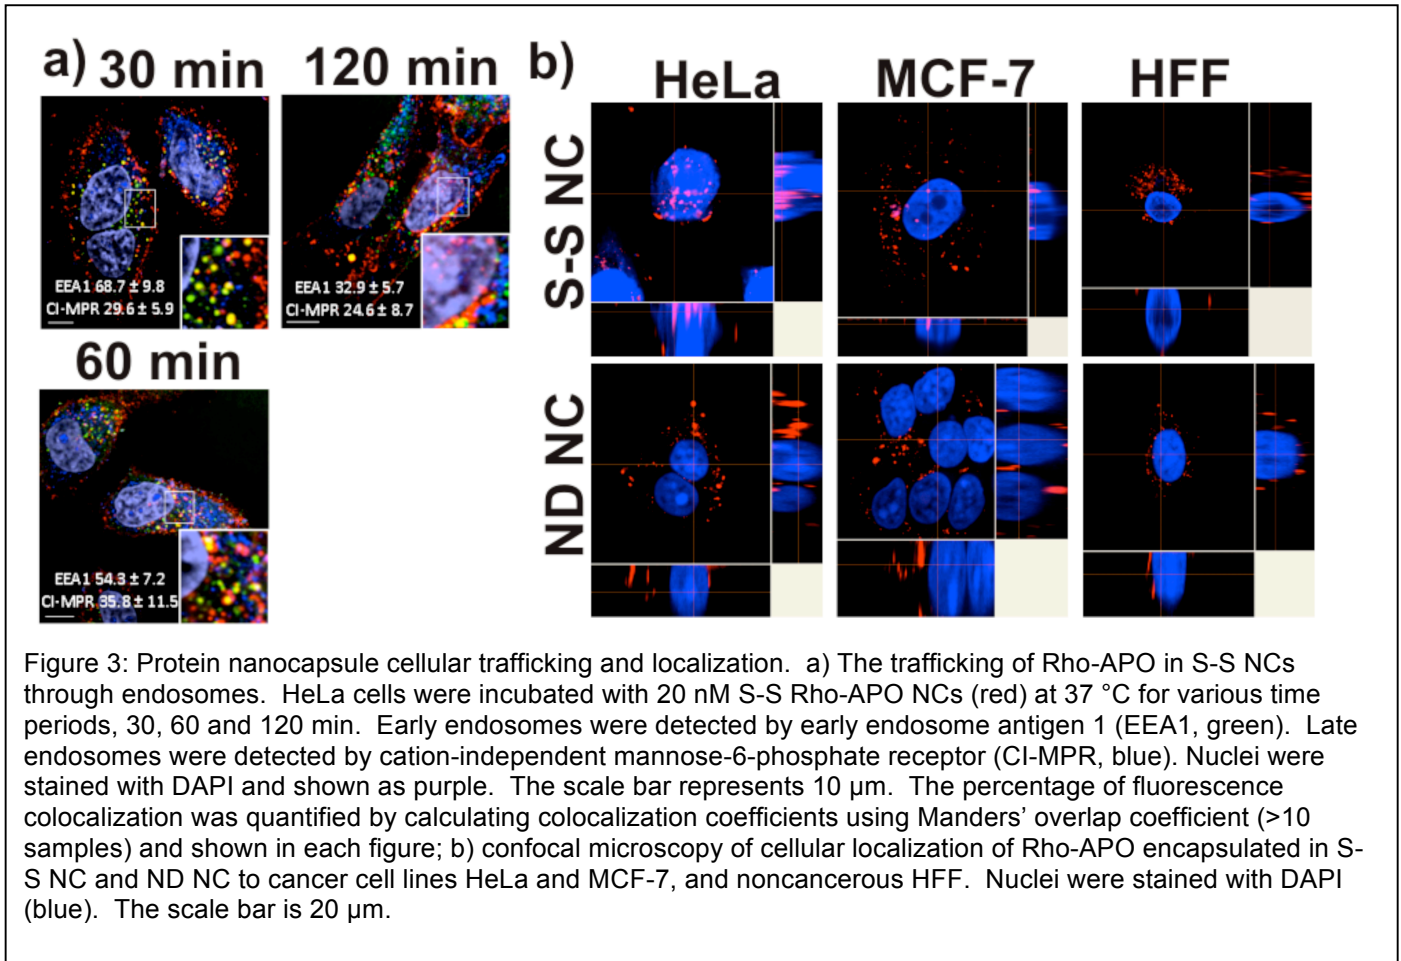 a) 30 min
120 min
EEA1 68.7 ± 9.8
CI-MPR 29.6 ± 5.9
EEA1 32.9 ± 5.7
CI-MPR 24.6 ± 8.7
60 min
EEA1 54.3 ± 7.2
CI-MPR 35.8 ± 11.5
b)
HeLa
MCF-7
HFF
S-S NC
ND NC
Figure 3: Protein nanocapsule cellular trafficking and localization.  a) The trafficking of Rho-APO in S-S NCs
through endosomes.  HeLa cells were incubated with 20 nM S-S Rho-APO NCs (red) at 37 °C for various time
periods, 30, 60 and 120 min.  Early endosomes were detected by early endosome antigen 1 (EEA1, green).  Late
endosomes were detected by cation-independent mannose-6-phosphate receptor (CI-MPR, blue). Nuclei were
stained with DAPI and shown as purple.  The scale bar represents 10 µm.  The percentage of fluorescence
colocalization was quantified by calculating colocalization coefficients using Manders’ overlap coefficient (>10
samples) and shown in each figure; b) confocal microscopy of cellular localization of Rho-APO encapsulated in S-
S NC and ND NC to cancer cell lines HeLa and MCF-7, and noncancerous HFF.  Nuclei were stained with DAPI
(blue).  The scale bar is 20 µm.